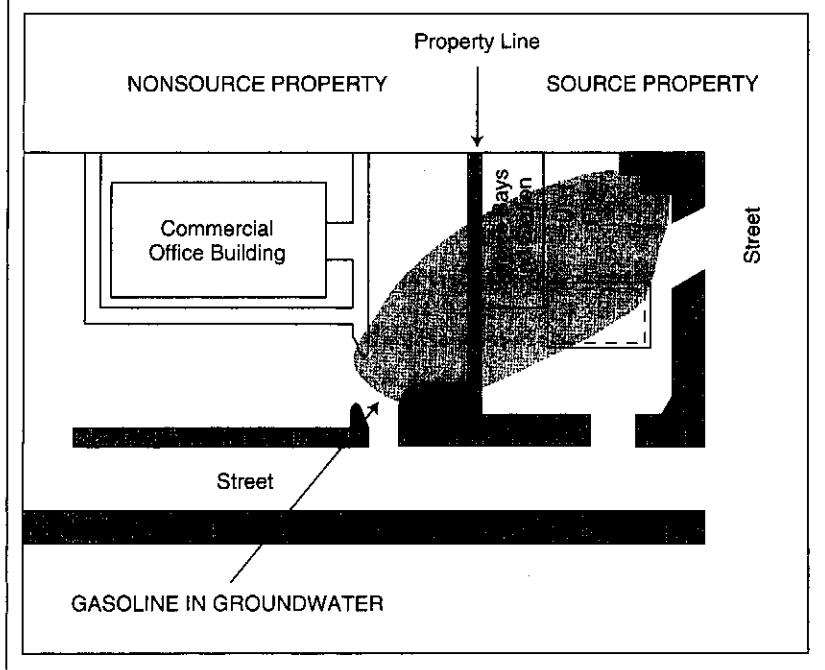 Property Line
NONSOURCE PROPERTY
SOURCE PROPERTY
Commercial
Office Building
Street
Street
GASOLINE IN GROUNDWATER